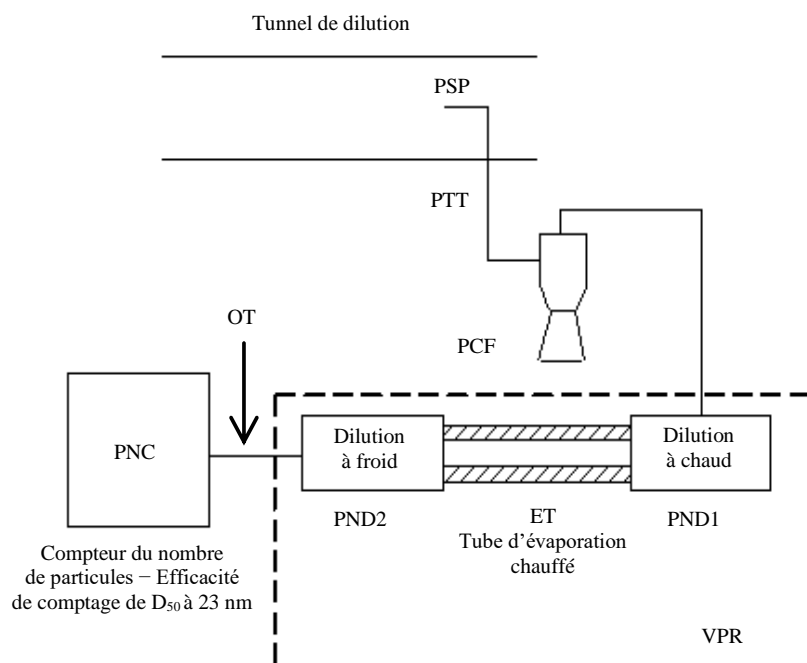 Tunnel de dilution
PSP
PTT
OT
PCF
PNC
Dilution
à froid
Dilution
à chaud
PND2
ET
Tube d'évaporation
chauffé
PND1
Compteur du nombre
de particules − Efficacité
de comptage de D₅₀ à 23 nm
VPR